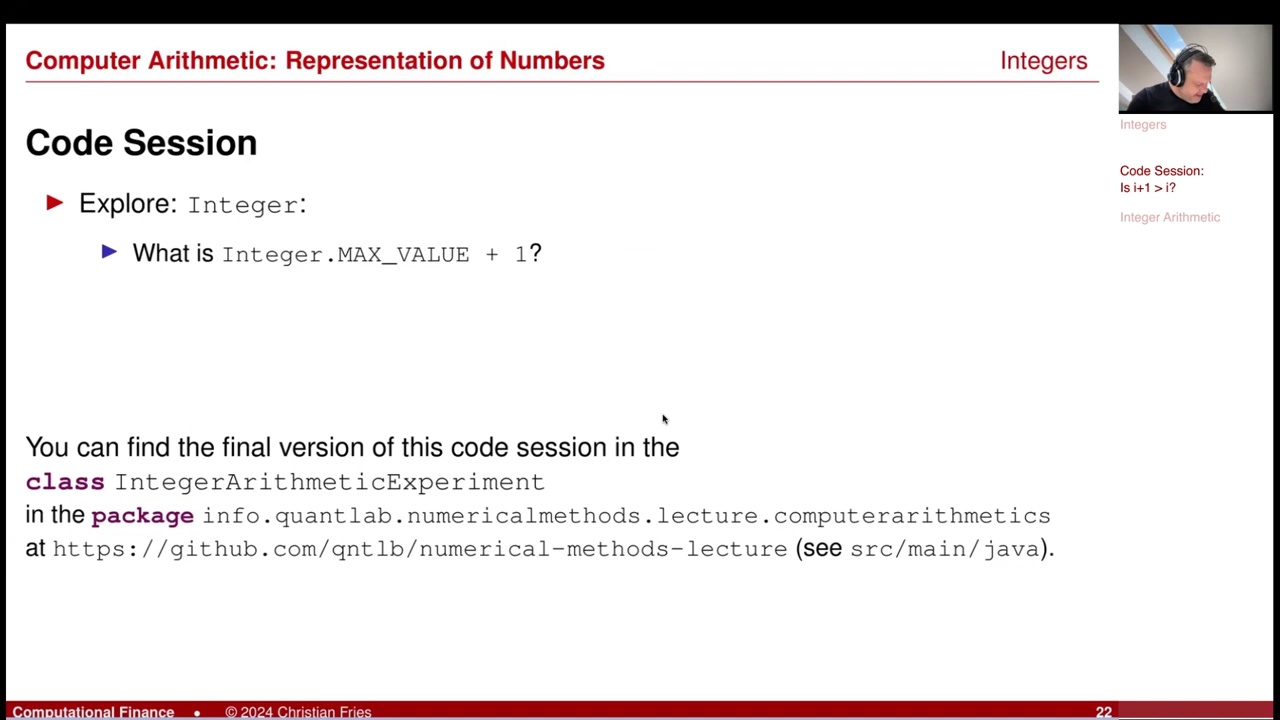 Computer Arithmetic: Representation of Numbers
Integers
Code Session
Explore: Integer:
What is Integer.MAX_VALUE + 1?
You can find the final version of this code session in the
class IntegerArithmeticExperiment
in the package info.quantlab.numericalmethods.lecture.computerarithmetics
at https://github.com/qntlb/numerical-methods-lecture (see src/main/java).
Integers
Code Session:
Is i+1 > i?
Integer Arithmetic
Computational Finance • © 2024 Christian Fries
22